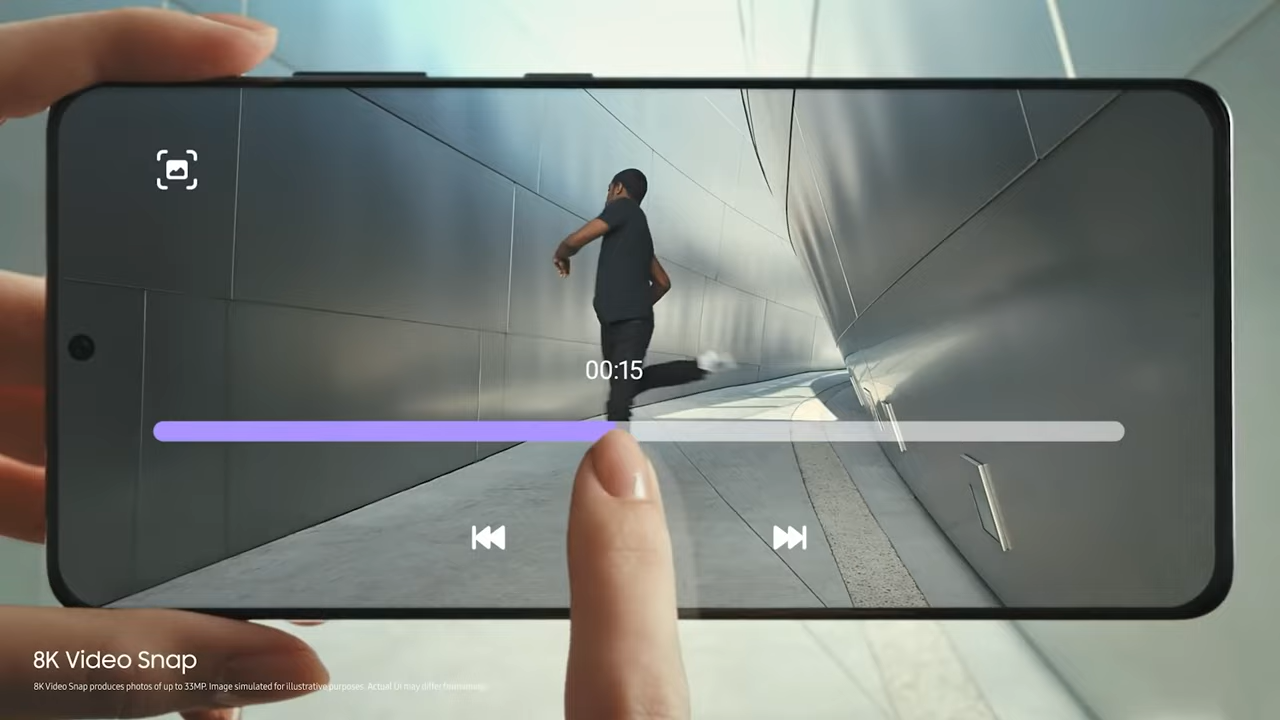 00:15
8K Video Snap
8K Video Snap produces photos of up to 33MP. Image simulated for illustrative purposes. Actual UI may differ